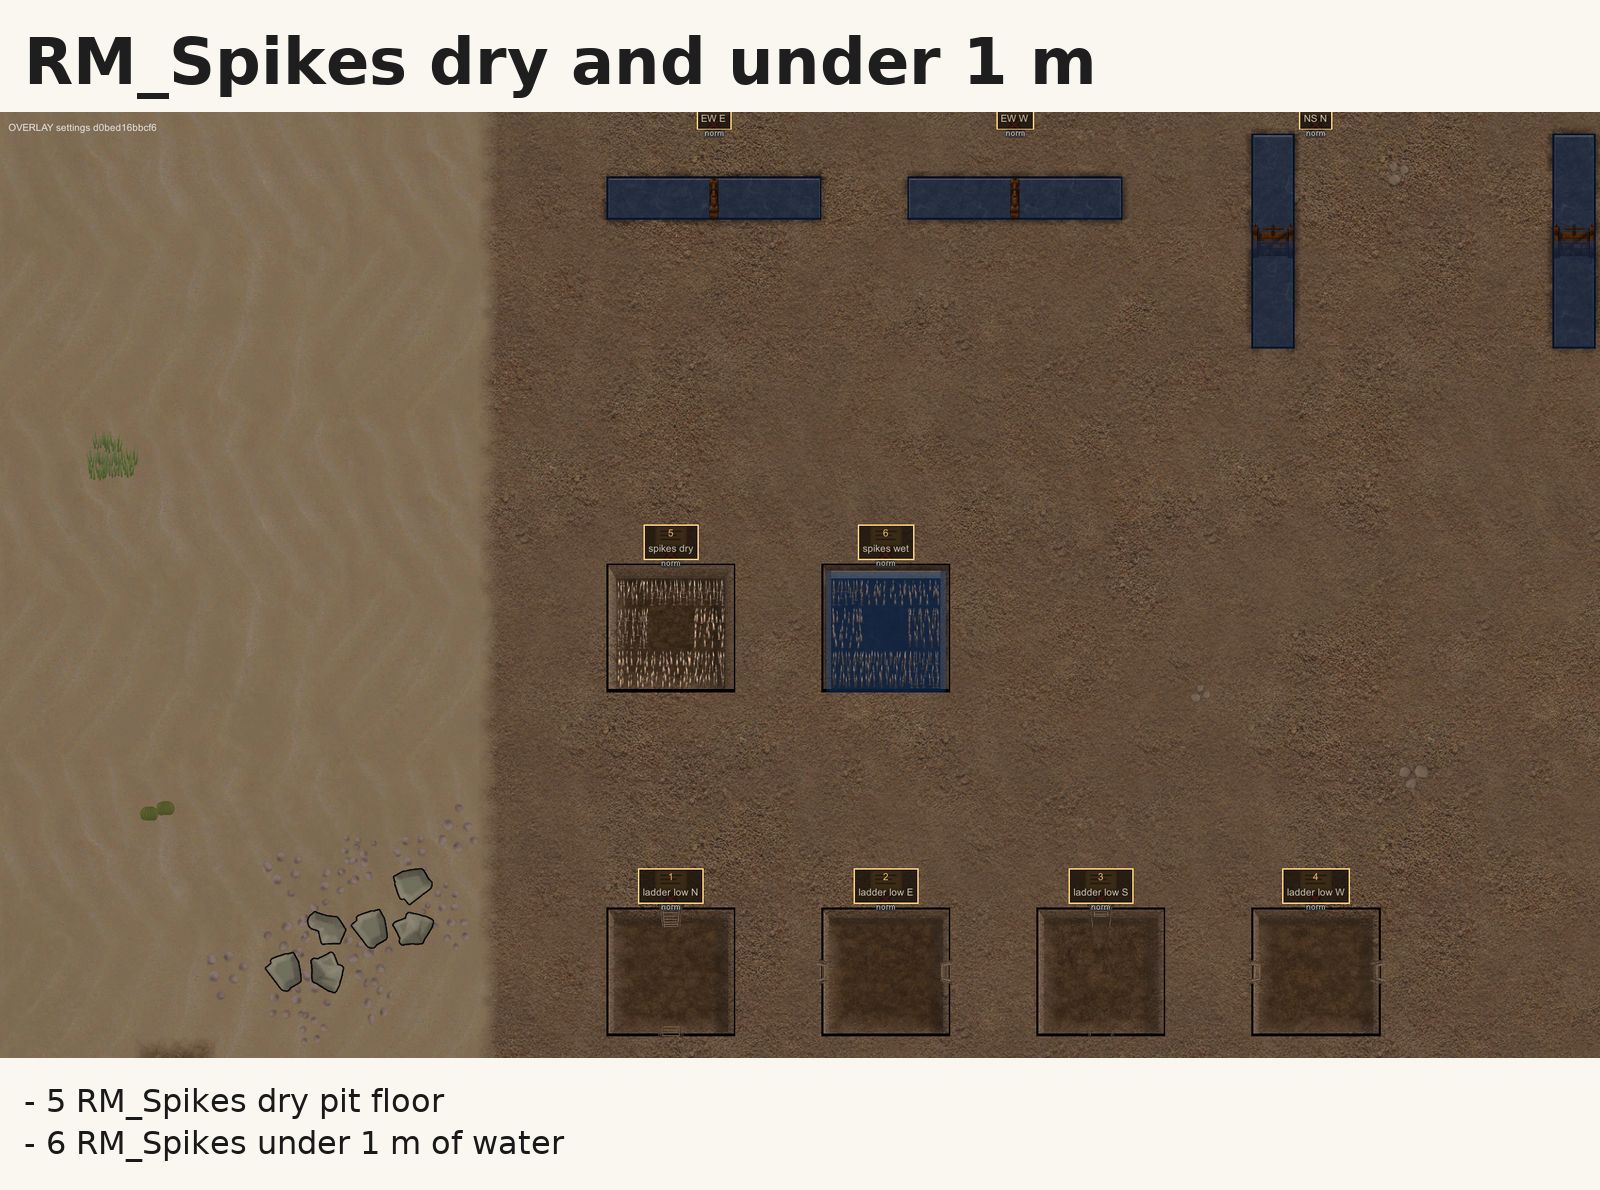 RM_Spikes dry and under 1 m
OVERLAY settings d0bed16bbcf6
EW E
norm
EW W
norm
NS N
norm
5
spikes dry
norm
6
spikes wet
norm
1
ladder low N
norm
2
ladder low E
norm
3
ladder low S
norm
4
ladder low W
norm
- 5 RM_Spikes dry pit floor
- 6 RM_Spikes under 1 m of water